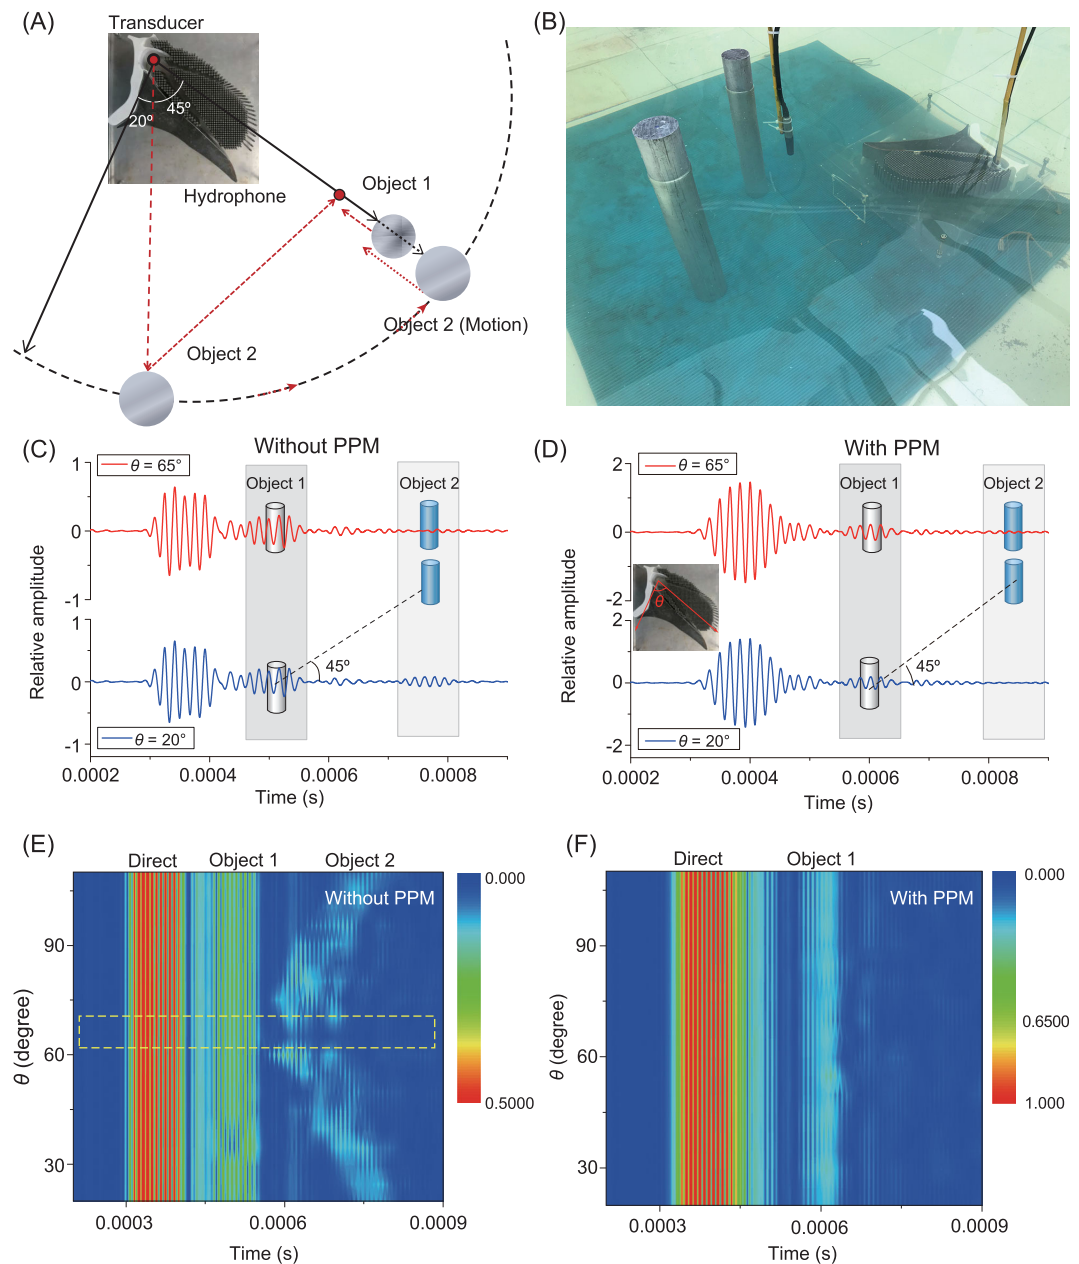 (A)
Transducer
45º
20º
Hydrophone
Object 1
Object 2 (Motion)
Object 2
(B)
(C)
Without PPM
θ = 65°
Object 1
Object 2
1
0
-1
1
0
-1
Relative amplitude
45º
θ = 20°
0.0002
0.0004
0.0006
0.0008
Time (s)
(D)
With PPM
θ = 65°
Object 1
Object 2
2
0
-2
2
0
-2
Relative amplitude
θ
45º
θ = 20°
0.0002
0.0004
0.0006
0.0008
Time (s)
(E)
Direct
Object 1
Object 2
Without PPM
0.000
0.5000
90
60
30
θ (degree)
0.0003
0.0006
0.0009
Time (s)
(F)
Direct
Object 1
With PPM
0.000
0.6500
1.000
90
60
30
θ (degree)
0.0003
0.0006
0.0009
Time (s)